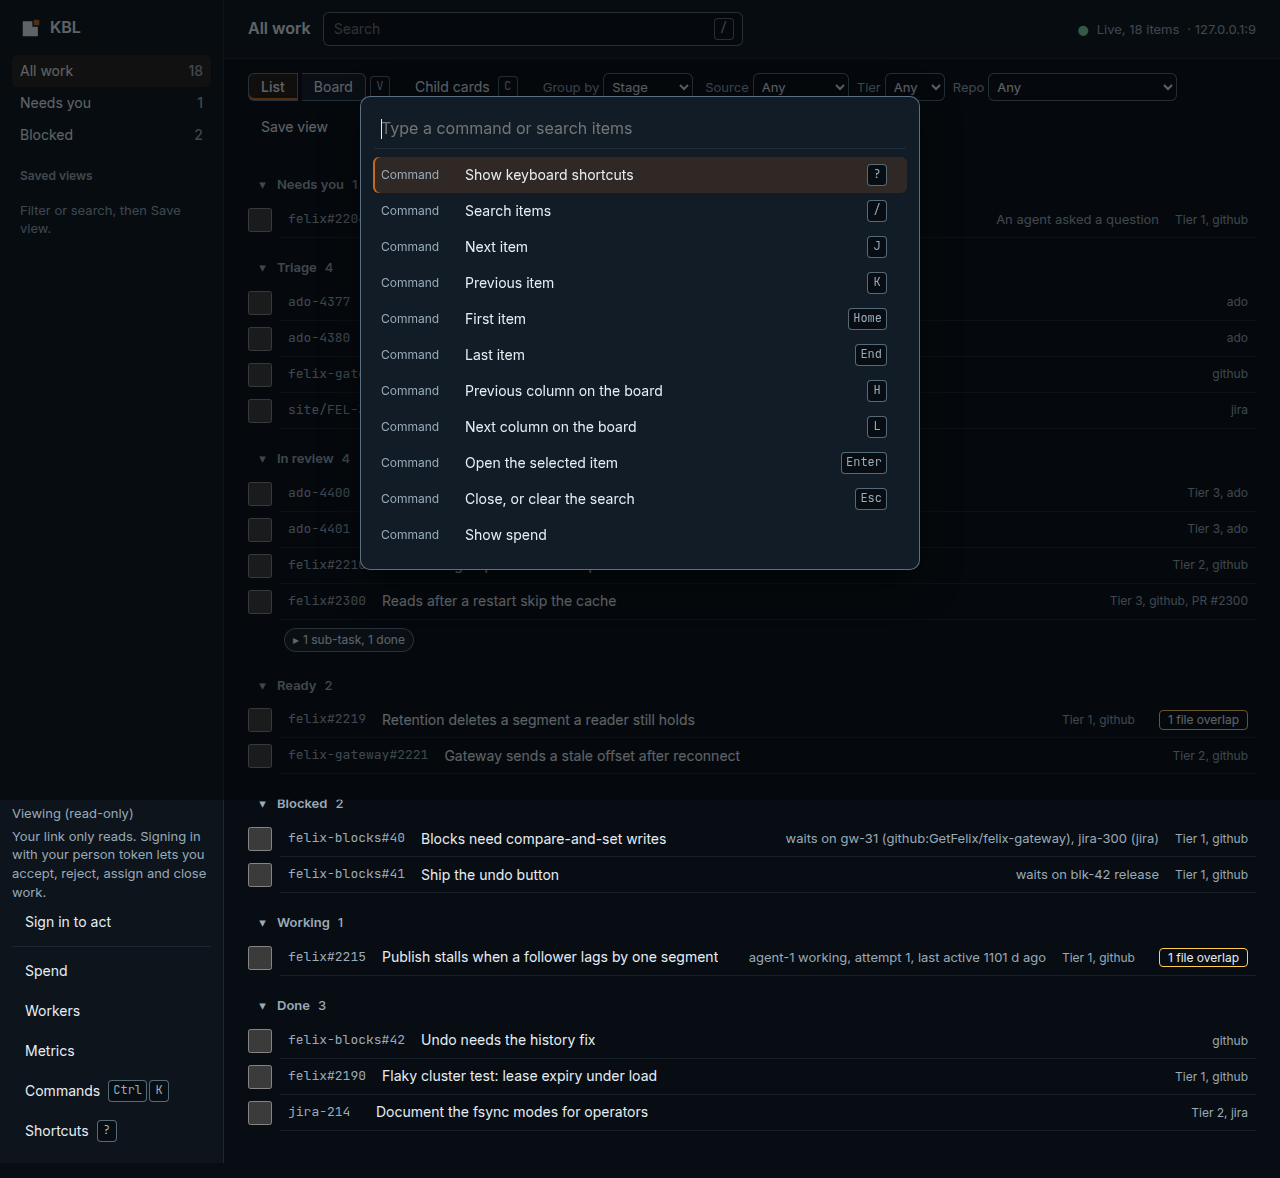 KBL
All work 18
Needs you 1
Blocked 2
Saved views
Filter or search, then Save
view.
Viewing (read-only)
Your link only reads. Signing in
with your person token lets you
accept, reject, assign and close
work.
Sign in to act
Spend
Workers
Metrics
Commands Ctrl K
Shortcuts ?
All work Search / Live, 18 items · 127.0.0.1:9
List Board V Child cards C Group by Stage Source Any Tier Any Repo Any
Save view
Type a command or search items
Command Show keyboard shortcuts ?
Command Search items /
Command Next item J
Command Previous item K
Command First item Home
Command Last item End
Command Previous column on the board H
Command Next column on the board L
Command Open the selected item Enter
Command Close, or clear the search Esc
Command Show spend
Needs you 1
felix#220 An agent asked a question Tier 1, github
Triage 4
ado-4377 ado
ado-4380 ado
felix-gat github
site/FEL- jira
In review 4
ado-4400 Tier 3, ado
ado-4401 Tier 3, ado
felix#221 Tier 2, github
felix#2300 Reads after a restart skip the cache Tier 3, github, PR #2300
▸ 1 sub-task, 1 done
Ready 2
felix#2219 Retention deletes a segment a reader still holds Tier 1, github 1 file overlap
felix-gateway#2221 Gateway sends a stale offset after reconnect Tier 2, github
Blocked 2
felix-blocks#40 Blocks need compare-and-set writes waits on gw-31 (github:GetFelix/felix-gateway), jira-300 (jira) Tier 1, github
felix-blocks#41 Ship the undo button waits on blk-42 release Tier 1, github
Working 1
felix#2215 Publish stalls when a follower lags by one segment agent-1 working, attempt 1, last active 1101 d ago Tier 1, github 1 file overlap
Done 3
felix-blocks#42 Undo needs the history fix github
felix#2190 Flaky cluster test: lease expiry under load Tier 1, github
jira-214 Document the fsync modes for operators Tier 2, jira